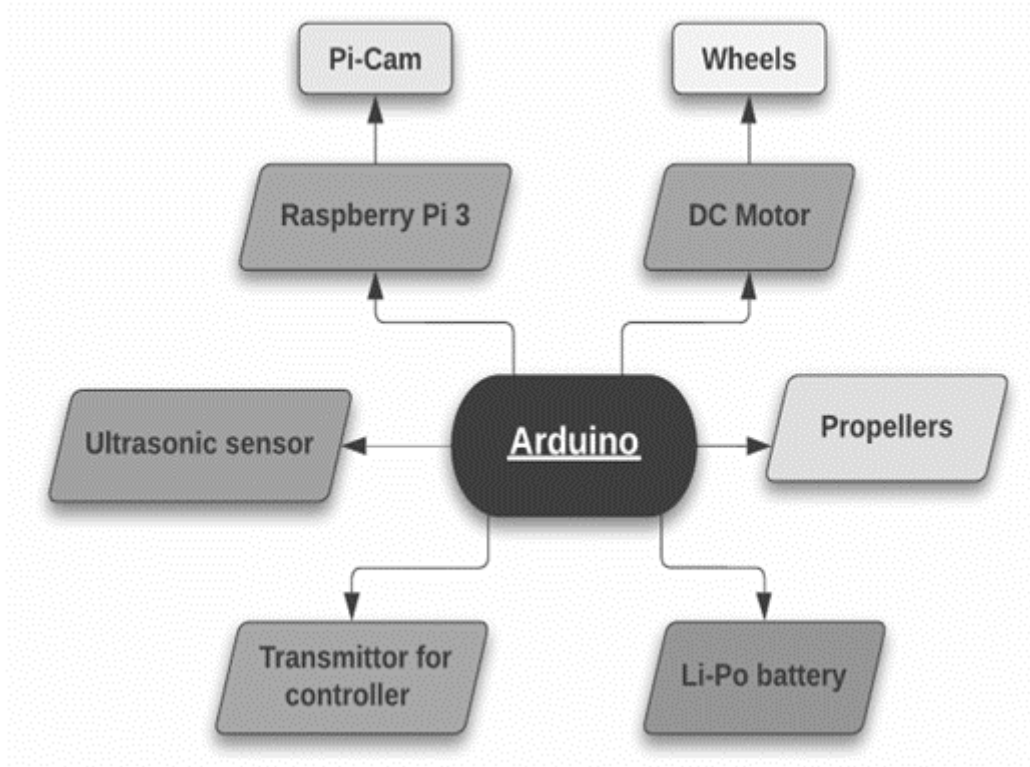 Pi-Cam
Wheels
Raspberry Pi 3
DC Motor
Ultrasonic sensor
Arduino
Propellers
Transmittor for
controller
Li-Po battery